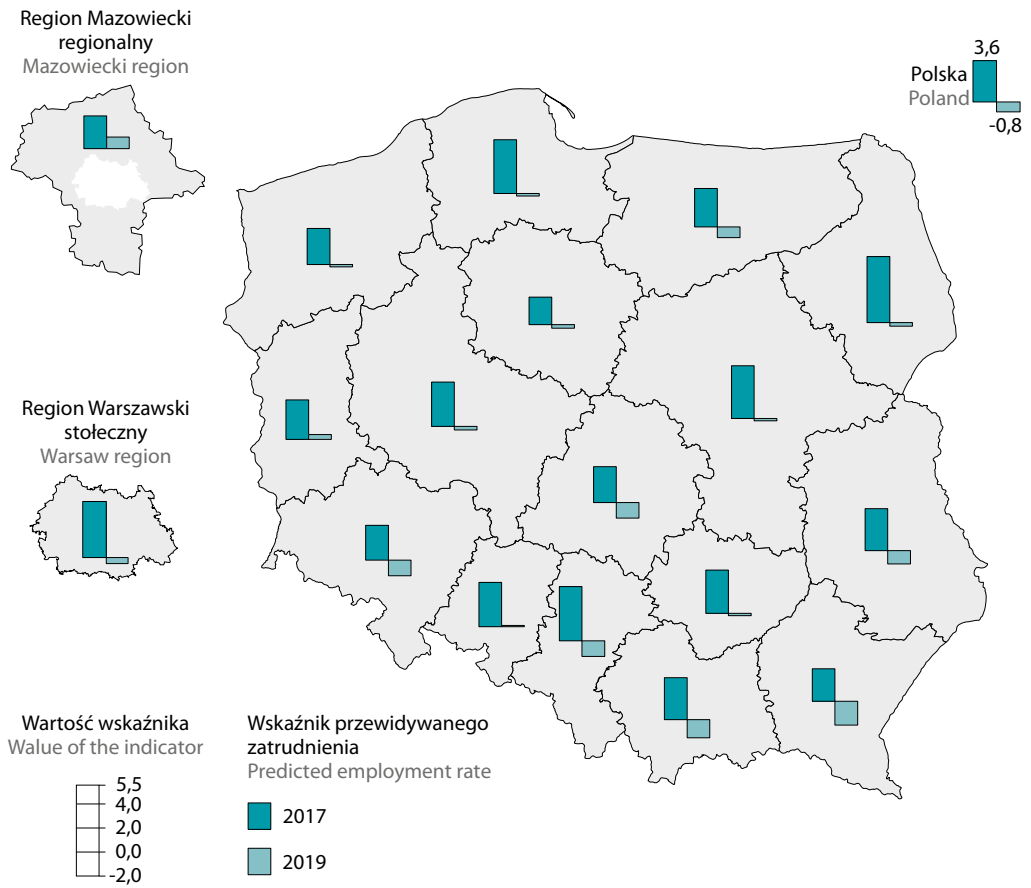 Region Mazowiecki
regionalny
Mazowiecki region
3,6
Polska
Poland
-0,8
Region Warszawski
stołeczny
Warsaw region
Wartość wskaźnika
Walue of the indicator
5,5
4,0
2,0
0,0
-2,0
Wskaźnik przewidywanego
zatrudnienia
Predicted employment rate
2017
2019